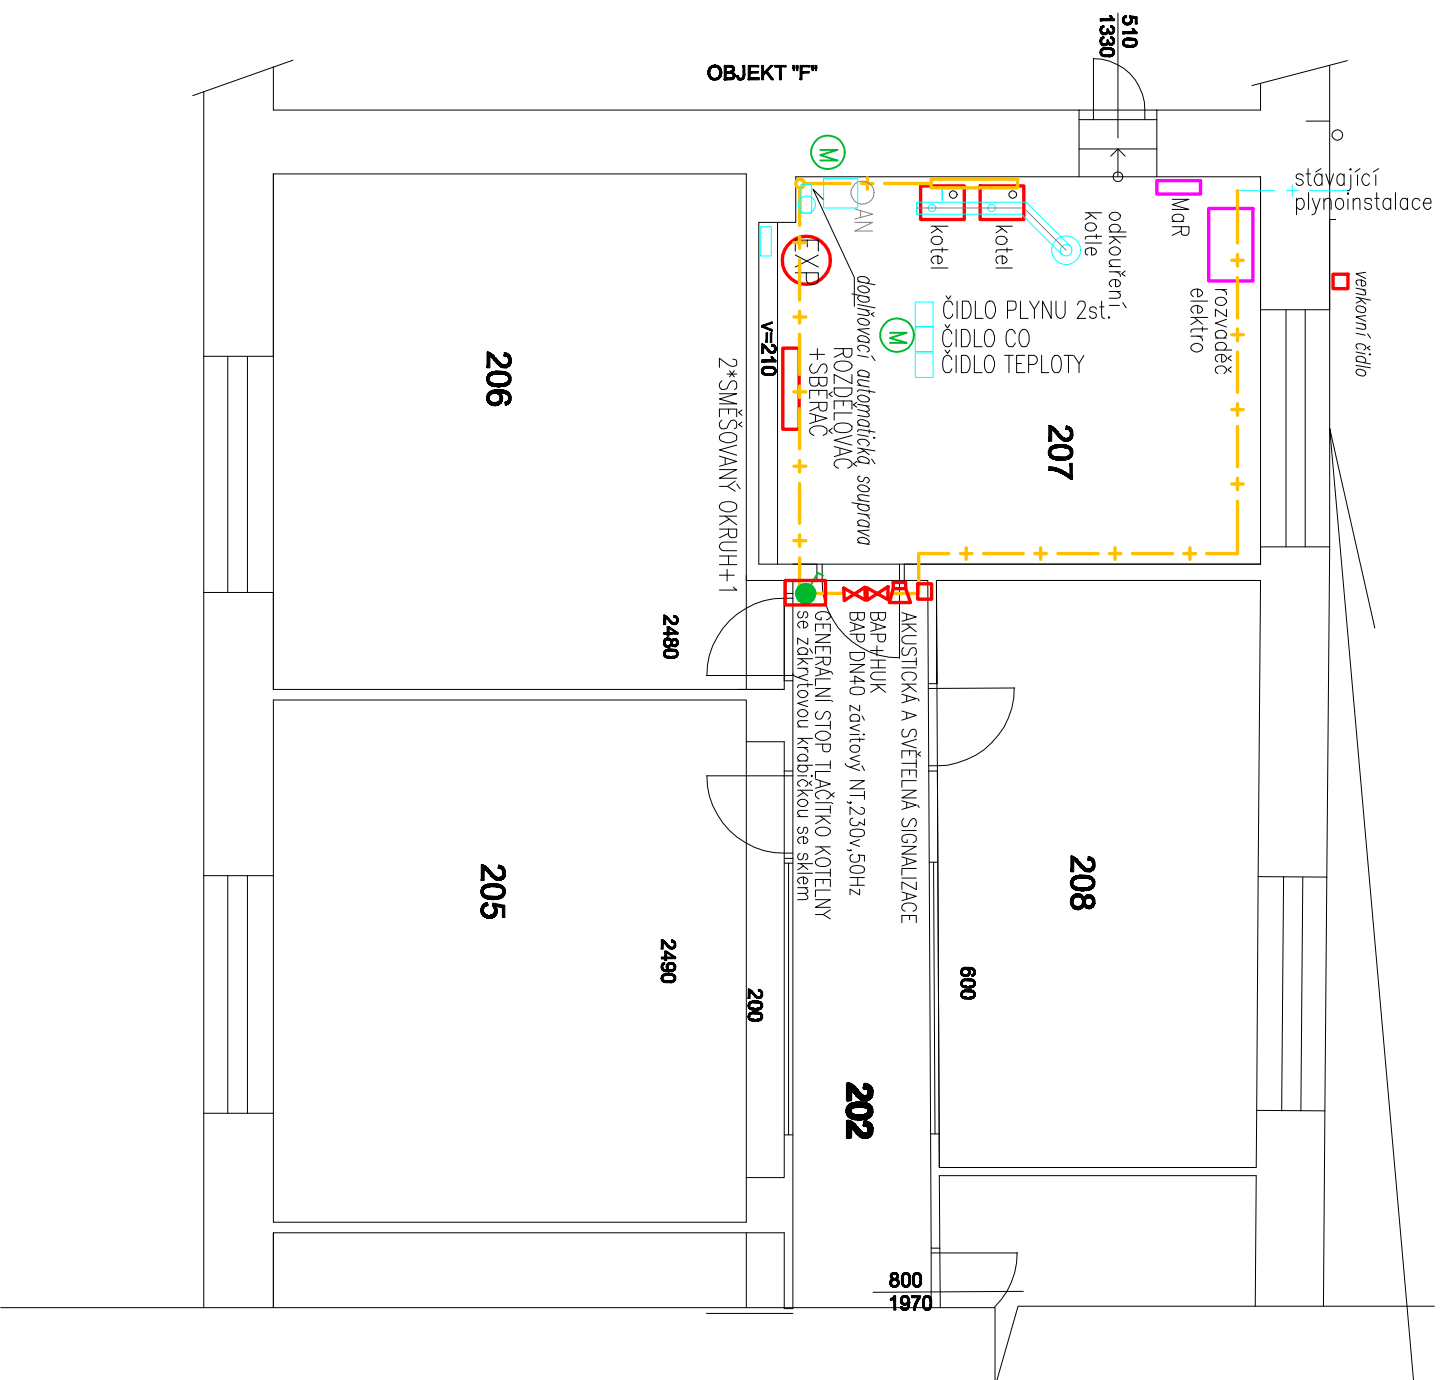 510
1330
OBJEKT "F"
M
AN
EXP
kotel
kotel
odkouření
kotle
MaR
rozvaděč
elektro
stávající
plynoinstalace
venkovní čidlo
ČIDLO PLYNU 2st.
ČIDLO CO
ČIDLO TEPLOTY
M
doplňovací automatická souprava
ROZDĚLOVAČ
+SBĚRAČ
v=210
2*SMĚŠOVANÝ OKRUH+1
206
207
2480
AKUSTICKÁ A SVĚTELNÁ SIGNALIZACE
BAP+HUK
BAP DN40 závitový NT,230v,50Hz
GENERÁLNÍ STOP TLAČÍTKO KOTELNY
se zákrytovou krabičkou se sklem
205
208
2490
200
600
202
800
1970